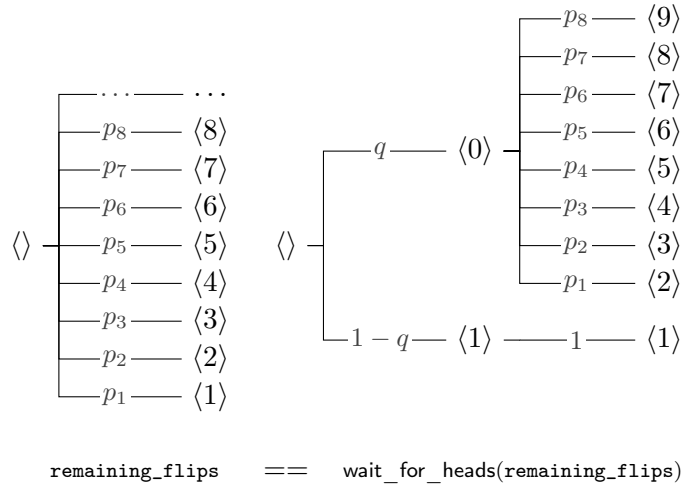 p₈ ⟨9⟩
p₇ ⟨8⟩
… … p₆ ⟨7⟩
p₈ ⟨8⟩ q ⟨0⟩ p₅ ⟨6⟩
p₇ ⟨7⟩ p₄ ⟨5⟩
p₆ ⟨6⟩ p₃ ⟨4⟩
⟨⟩ p₅ ⟨5⟩ ⟨⟩ p₂ ⟨3⟩
p₄ ⟨4⟩ p₁ ⟨2⟩
p₃ ⟨3⟩ 1 − q ⟨1⟩ 1 ⟨1⟩
p₂ ⟨2⟩
p₁ ⟨1⟩
remaining_flips == wait_for_heads(remaining_flips)